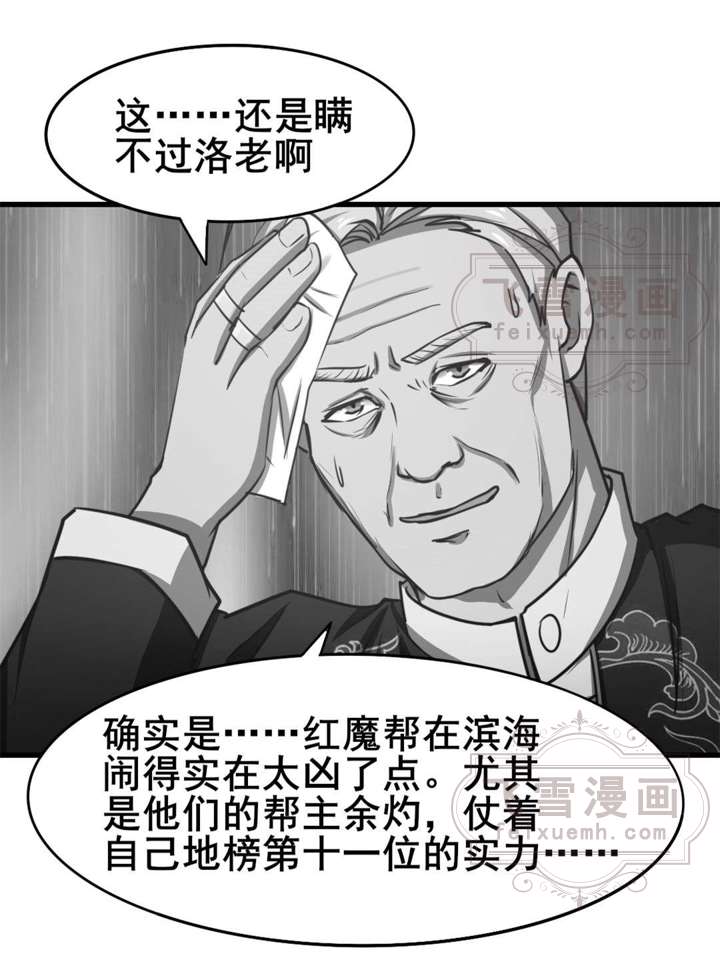 这……还是瞒
不过洛老啊
飞雪漫画
feixuemh.com
确实是……红魔帮在滨海
闹得实在太凶了点。尤其
是他们的帮主余灼，仗着
自己地榜第十一位的实力……
飞雪漫画
feixuemh.com